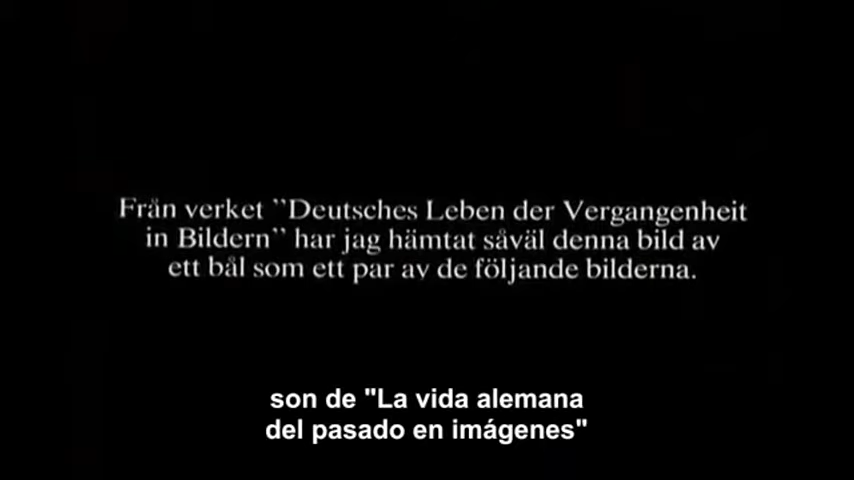 Från verket "Deutsches Leben der Vergangenheit
in Bildern" har jag hämtat såväl denna bild av
ett bål som ett par av de följande bilderna.
son de "La vida alemana
del pasado en imágenes"